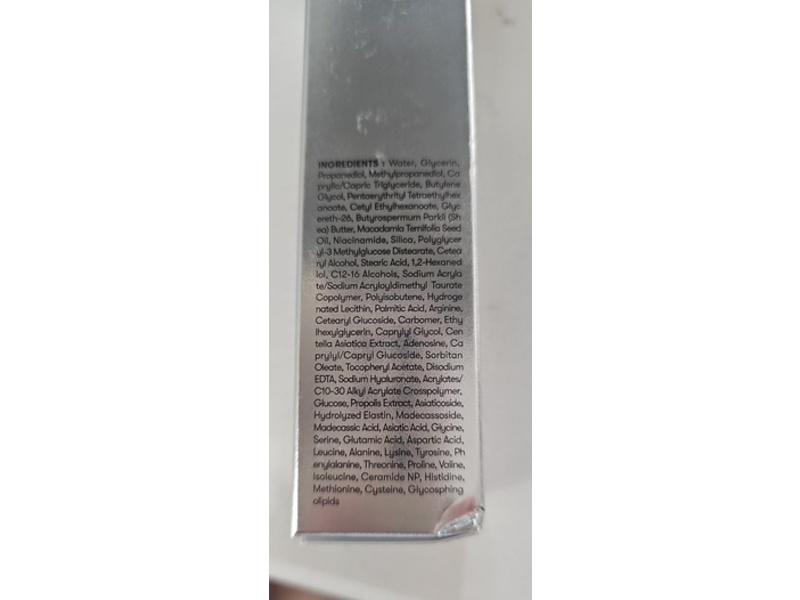 INGREDIENTS : Water, Glycerin,
Propanediol, Methylpropanediol, Ca
prylic/Capric Triglyceride, Butylene
Glycol, Pentaerythrityl Tetraethylhex
anoate, Cetyl Ethylhexanoate, Glyc
ereth-26, Butyrospermum Parkii (Sh
ea) Butter, Macadamia Ternifolia Seed
Oil, Niacinamide, Silica, Polyglycer
yl-3 Methylglucose Distearate, Cetea
ryl Alcohol, Stearic Acid, 1,2-Hexaned
iol, C12-16 Alcohols, Sodium Acryla
te/Sodium Acryloyldimethyl Taurate
Copolymer, Polyisobutene, Hydroge
nated Lecithin, Palmitic Acid, Arginine,
Cetearyl Glucoside, Carbomer, Ethy
lhexylglycerin, Caprylyl Glycol, Cen
tella Asiatica Extract, Adenosine, Ca
prylyl/Capryl Glucoside, Sorbitan
Oleate, Tocopheryl Acetate, Disodium
EDTA, Sodium Hyaluronate, Acrylates/
C10-30 Alkyl Acrylate Crosspolymer,
Glucose, Propolis Extract, Asiaticoside,
Hydrolyzed Elastin, Madecassoside,
Madecassic Acid, Asiatic Acid, Glycine,
Serine, Glutamic Acid, Aspartic Acid,
Leucine, Alanine, Lysine, Tyrosine, Ph
enylalanine, Threonine, Proline, Valine,
Isoleucine, Ceramide NP, Histidine,
Methionine, Cysteine, Glycosphing
olipids